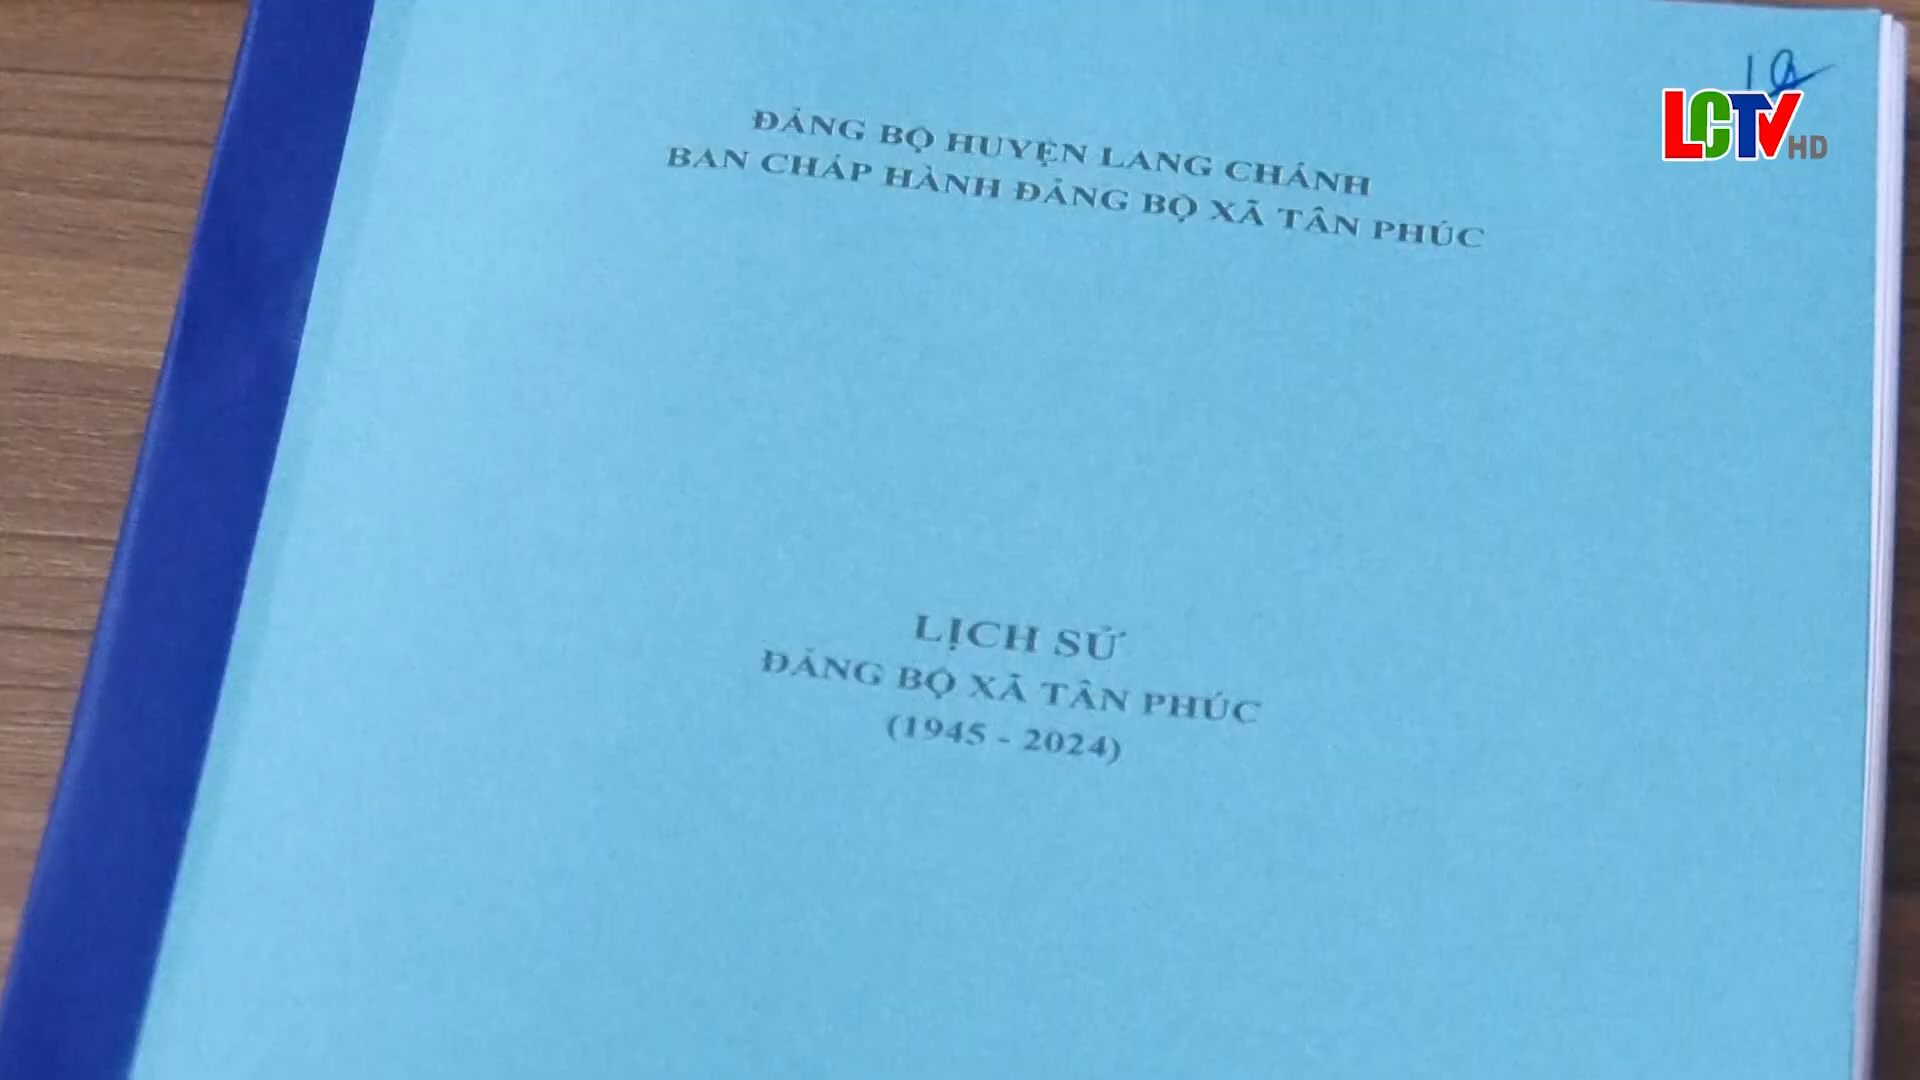 LCTV HD
ĐẢNG BỘ HUYỆN LANG CHÁNH
BAN CHẤP HÀNH ĐẢNG BỘ XÃ TÂN PHÚC
LỊCH SỬ
ĐẢNG BỘ XÃ TÂN PHÚC
(1945 - 2024)